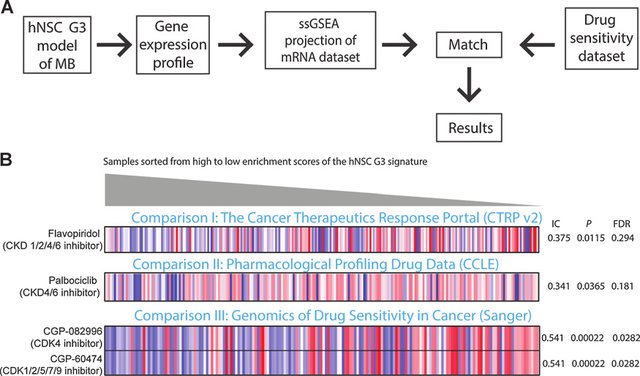 A
hNSC G3
model
of MB
Gene
expression
profile
ssGSEA
projection of
mRNA dataset
Match
Drug
sensitivity
dataset
Results
B
Samples sorted from high to low enrichment scores of the hNSC G3 signature
Comparison I: The Cancer Therapeutics Response Portal (CTRP v2)
IC P FDR
Flavopiridol
(CKD 1/2/4/6 inhibitor)
0.375 0.0115 0.294
Comparison II: Pharmacological Profiling Drug Data (CCLE)
Palbociclib
(CKD4/6 inhibitor)
0.341 0.0365 0.181
Comparison III: Genomics of Drug Sensitivity in Cancer (Sanger)
CGP-082996
(CDK4 inhibitor)
0.541 0.00022 0.0282
CGP-60474
(CDK1/2/5/7/9 inhibitor)
0.541 0.00022 0.0282